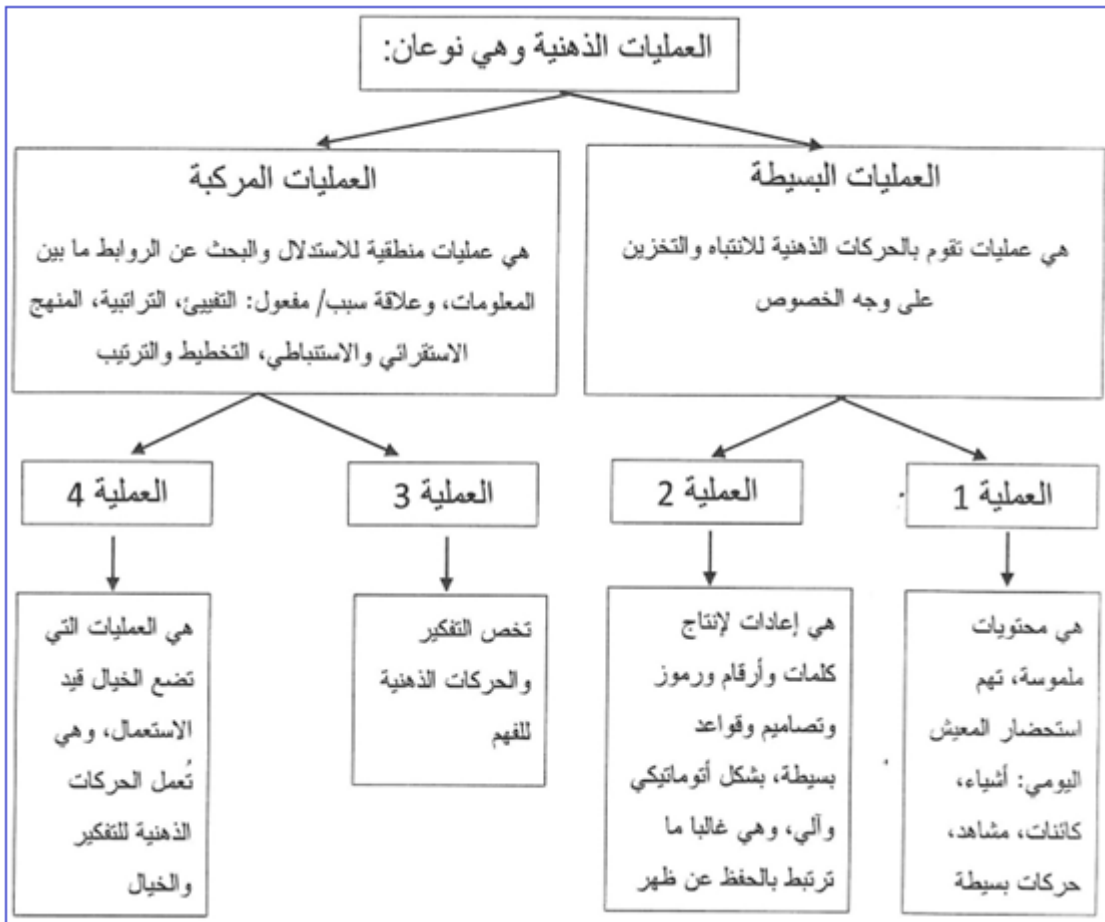 العمليات الذهنية وهي نوعان:
العمليات البسيطة
هي عمليات تقوم بالحركات الذهنية للانتباه والتخزين
على وجه الخصوص
العمليات المركبة
هي عمليات منطقية للاستدلال والبحث عن الروابط ما بين
المعلومات، وعلاقة سبب/ مفعول: التفييئ، التراتبية، المنهج
الاستقرائي والاستنباطي، التخطيط والترتيب
العملية 1
هي محتويات
ملموسة، تهم
استحضار المعيش
اليومي: أشياء،
كائنات، مشاهد،
حركات بسيطة
العملية 2
هي إعادات لإنتاج
كلمات وأرقام ورموز
وتصاميم وقواعد
بسيطة، بشكل أتوماتيكي
وآلي، وهي غالبا ما
ترتبط بالحفظ عن ظهر
العملية 3
تخص التفكير
والحركات الذهنية
للفهم
العملية 4
هي العمليات التي
تضع الخيال قيد
الاستعمال، وهي
تُعمل الحركات
الذهنية للتفكير
والخيال